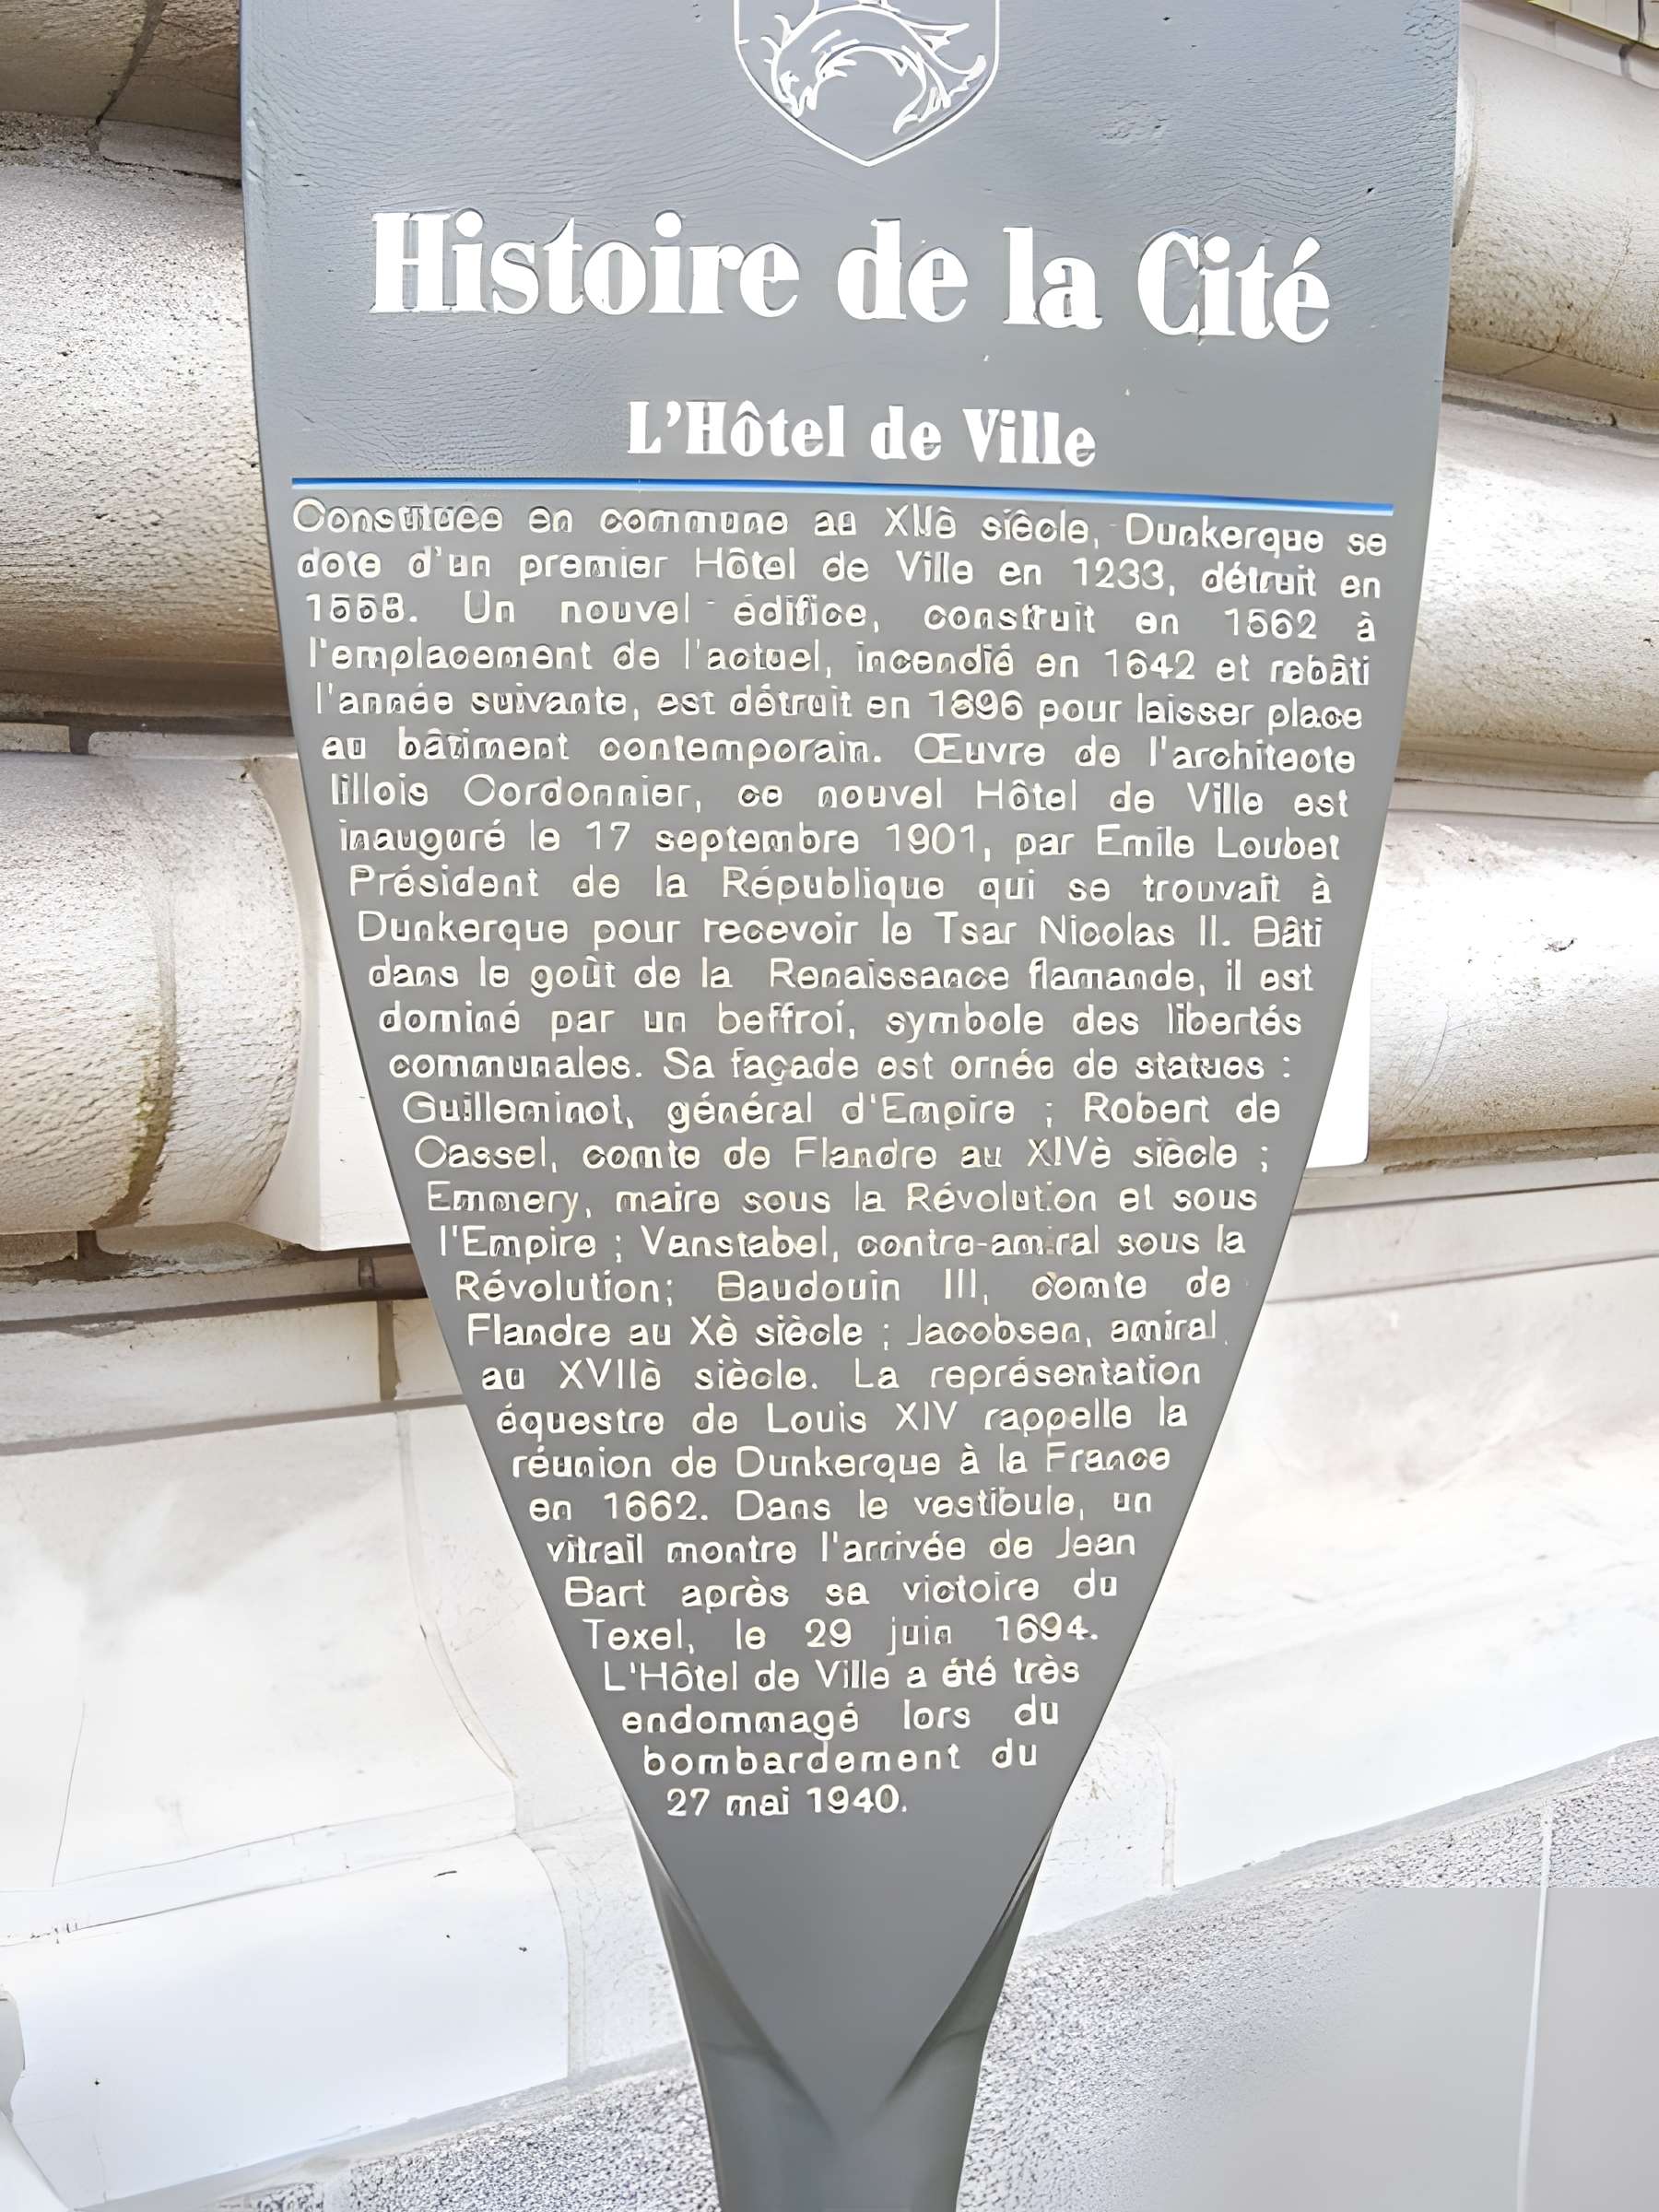 Histoire de la Cité
L'Hôtel de Ville
Constituée en commune au XIIè siècle, Dunkerque se
dote d'un premier Hôtel de Ville en 1233, détruit en
1558. Un nouvel édifice, construit en 1562 à
l'emplacement de l'actuel, incendié en 1642 et rebâti
l'année suivante, est détruit en 1896 pour laisser place
au bâtiment contemporain. Œuvre de l'architecte
lillois Cordonnier, ce nouvel Hôtel de Ville est
inauguré le 17 septembre 1901, par Emile Loubet
Président de la République qui se trouvait à
Dunkerque pour recevoir le Tsar Nicolas II. Bâti
dans le goût de la Renaissance flamande, il est
dominé par un beffroi, symbole des libertés
communales. Sa façade est ornée de statues :
Guilleminot, général d'Empire ; Robert de
Cassel, comte de Flandre au XIVè siècle ;
Emmery, maire sous la Révolution et sous
l'Empire ; Vanstabel, contre-amiral sous la
Révolution; Baudouin III, comte de
Flandre au Xè siècle ; Jacobsen, amiral
au XVIIè siècle. La représentation
équestre de Louis XIV rappelle la
réunion de Dunkerque à la France
en 1662. Dans le vestibule, un
vitrail montre l'arrivée de Jean
Bart après sa victoire du
Texel, le 29 juin 1694.
L'Hôtel de Ville a été très
endommagé lors du
bombardement du
27 mai 1940.